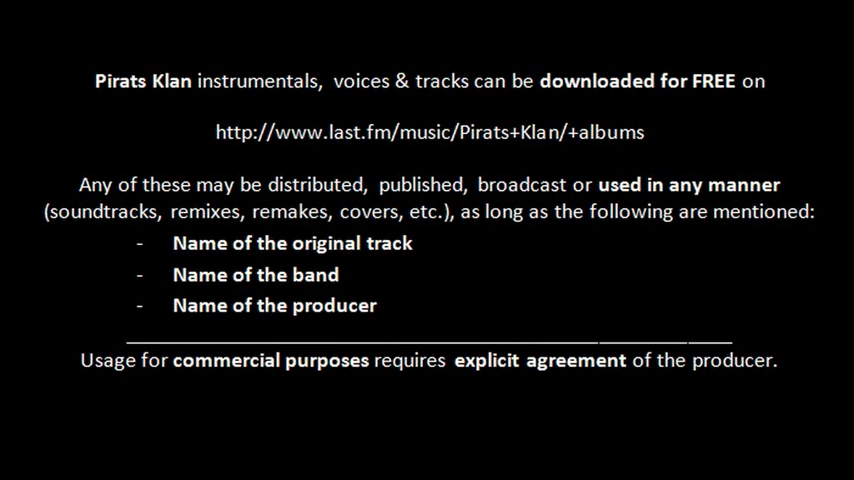 Pirats Klan instrumentals, voices & tracks can be downloaded for FREE on
http://www.last.fm/music/Pirats+Klan/+albums
Any of these may be distributed, published, broadcast or used in any manner
(soundtracks, remixes, remakes, covers, etc.), as long as the following are mentioned:
- Name of the original track
- Name of the band
- Name of the producer
Usage for commercial purposes requires explicit agreement of the producer.